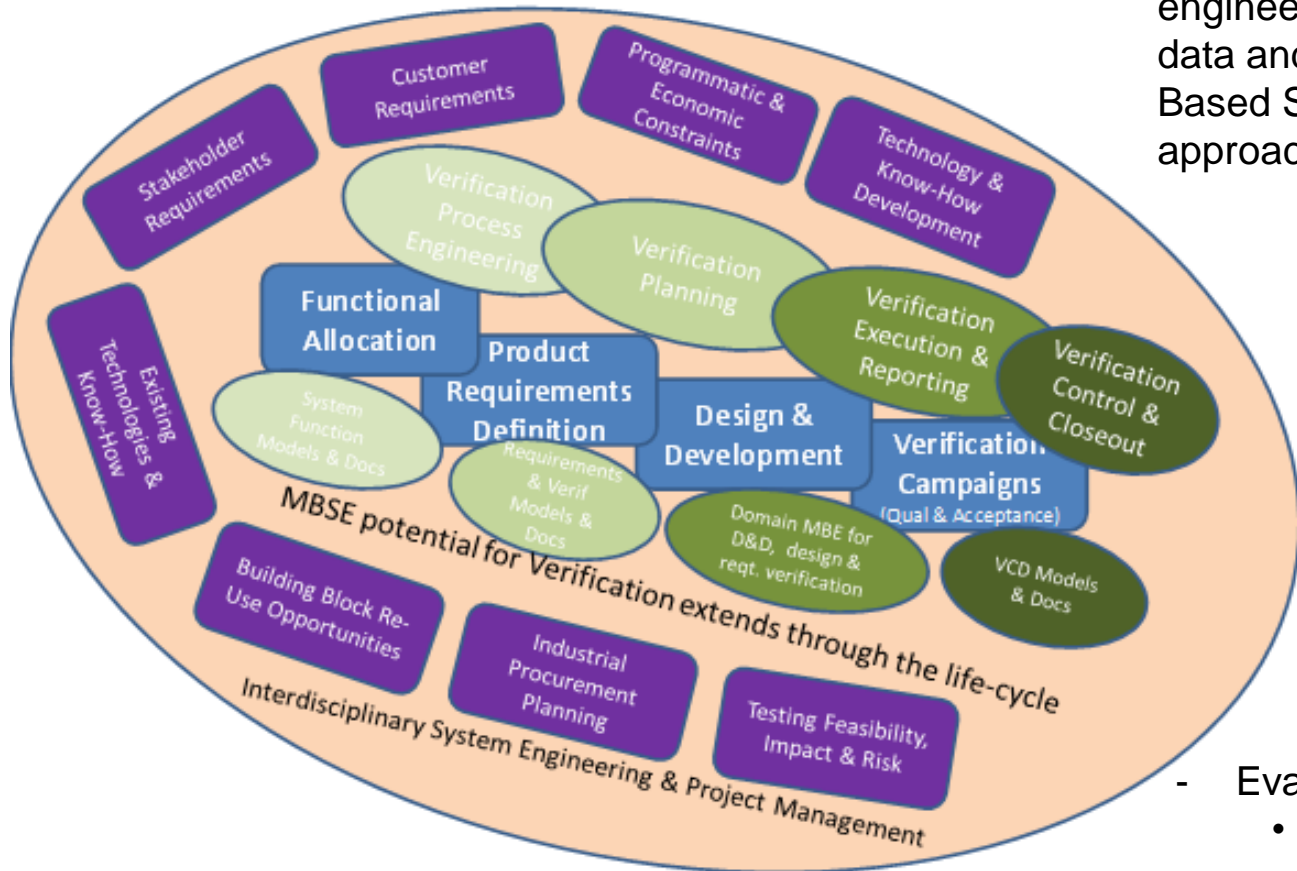 Customer
Requirements
Programmatic &
Economic
Constraints
Technology &
Know-How
Development
Stakeholder
Requirements
Existing
Technologies &
Know-How
Verification
Process
Engineering
Verification
Planning
Verification
Execution &
Reporting
Verification
Control &
Closeout
Functional
Allocation
Product
Requirements
Definition
Design &
Development
Verification
Campaigns
(Qual & Acceptance)
System
Function
Models & Docs
Requirements
& Verif
Models &
Docs
Domain MBE for
D&D, design &
reqt. verification
VCD Models
& Docs
MBSE potential for Verification extends through the life-cycle
Building Block Re-
Use Opportunities
Industrial
Procurement
Planning
Testing Feasibility,
Impact & Risk
Interdisciplinary System Engineering & Project Management
data
Based
- Eva
•